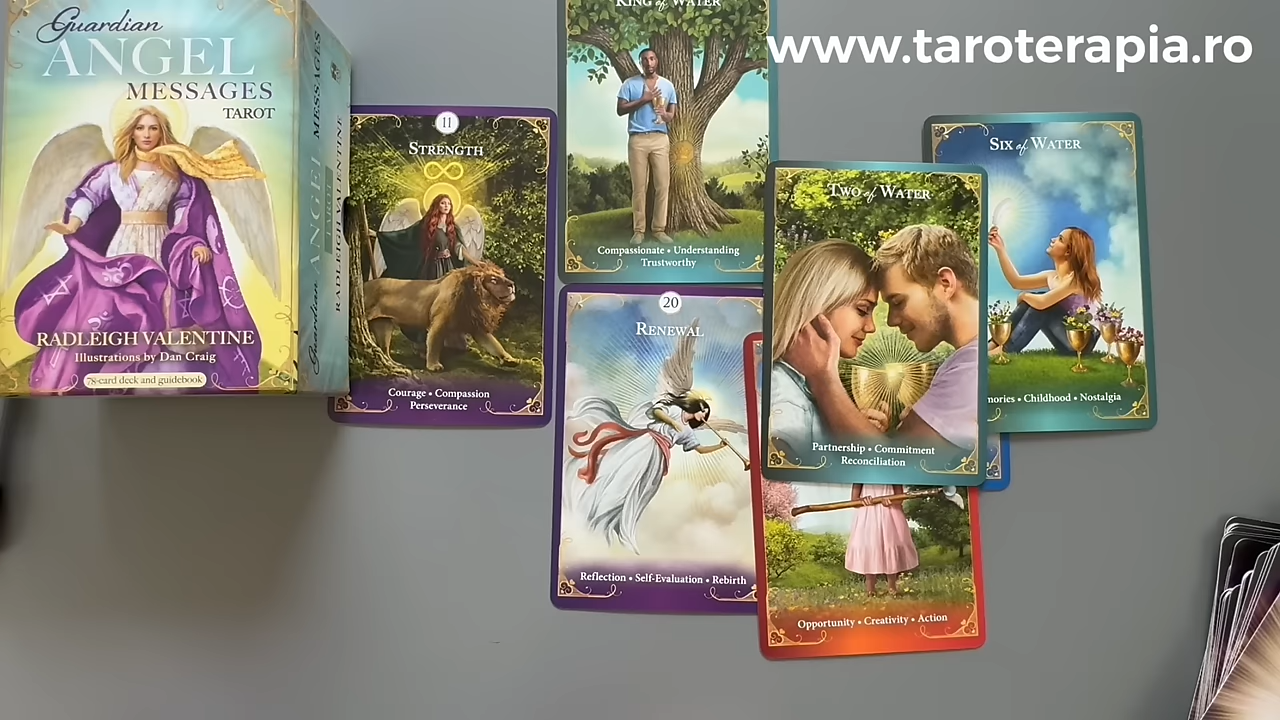 www.taroterapia.ro
Guardian
ANGEL
MESSAGES
TAROT
RADLEIGH VALENTINE
Illustrations by Dan Craig
78-card deck and guidebook
Guardian
ANGEL MESSAGES
TAROT
RADLEIGH VALENTINE
11
STRENGTH
Courage • Compassion
Perseverance
KING of WATER
Compassionate • Understanding
Trustworthy
20
RENEWAL
Reflection • Self-Evaluation • Rebirth
TWO of WATER
Partnership • Commitment
Reconciliation
Opportunity • Creativity • Action
SIX of WATER
• Childhood • Nostalgia